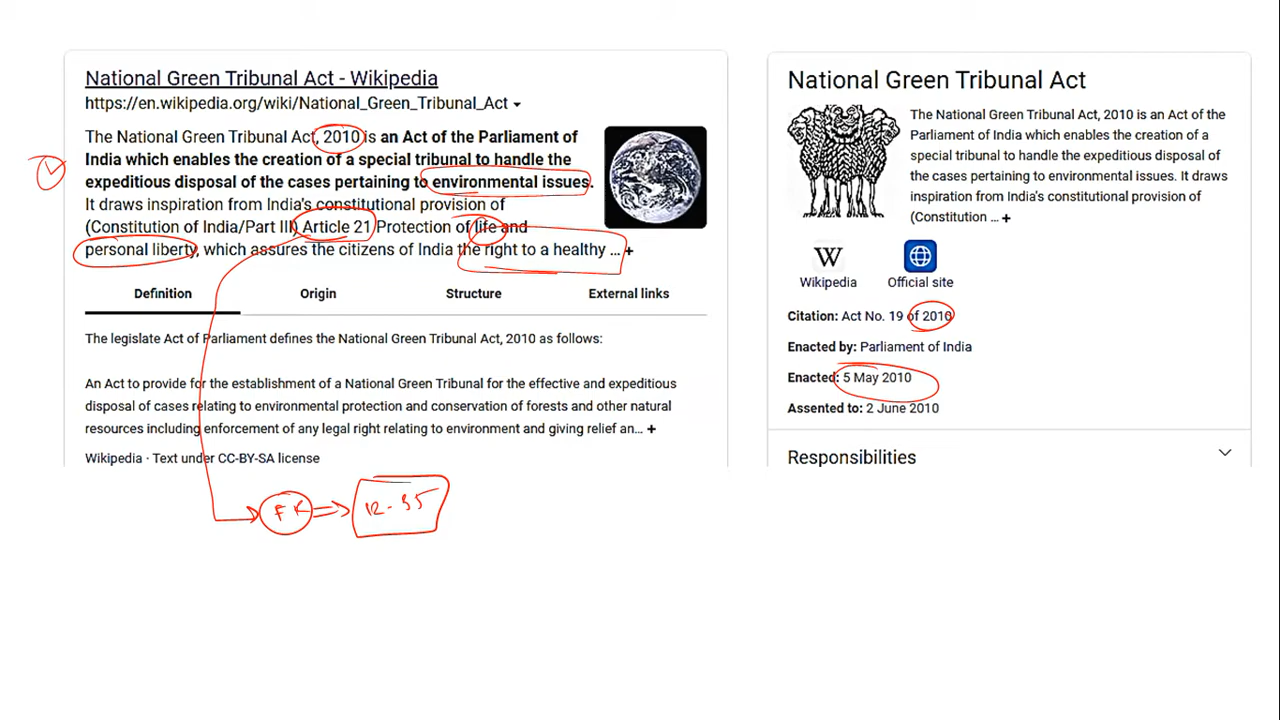 National Green Tribunal Act - Wikipedia
https://en.wikipedia.org/wiki/National_Green_Tribunal_Act
The National Green Tribunal Act, 2010 is an Act of the Parliament of
India which enables the creation of a special tribunal to handle the
expeditious disposal of the cases pertaining to environmental issues.
It draws inspiration from India's constitutional provision of
(Constitution of India/Part III) Article 21 Protection of life and
personal liberty, which assures the citizens of India the right to a healthy ... +
Definition Origin Structure External links
The legislate Act of Parliament defines the National Green Tribunal Act, 2010 as follows:
An Act to provide for the establishment of a National Green Tribunal for the effective and expeditious
disposal of cases relating to environmental protection and conservation of forests and other natural
resources including enforcement of any legal right relating to environment and giving relief an... +
Wikipedia · Text under CC-BY-SA license
FR => 12-35
National Green Tribunal Act
The National Green Tribunal Act, 2010 is an Act of the
Parliament of India which enables the creation of a
special tribunal to handle the expeditious disposal of
the cases pertaining to environmental issues. It draws
inspiration from India's constitutional provision of
(Constitution ... +
W
Wikipedia Official site
Citation: Act No. 19 of 2010
Enacted by: Parliament of India
Enacted: 5 May 2010
Assented to: 2 June 2010
Responsibilities